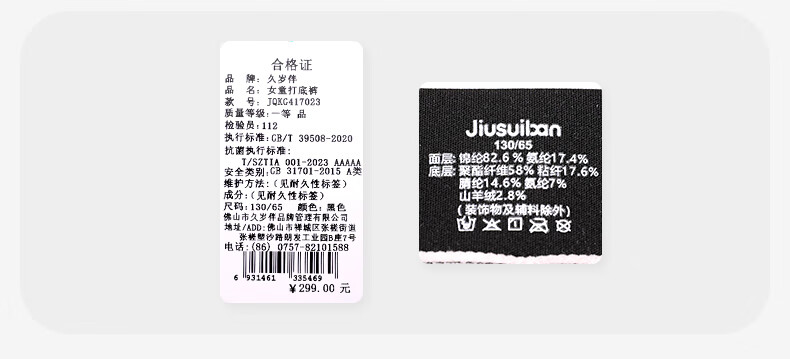 合格证
品 牌: 久岁伴
品 名: 女童打底裤
款 号: JQKG417023
质量等级:一等 品
检验员:112
执行标准:GB/T 39508-2020
抗菌执行标准:
T/SZTIA 001-2023 AAAAA
安全类别:GB 31701-2015 A类
维护方法:(见耐久性标签)
成分:(见耐久性标签)
尺码:130/65 颜色:黑色
佛山市久岁伴品牌管理有限公司
地址/ADD:佛山市禅城区张槎街道
张槎塱沙路朗发工业园B座7号
电话:(86) 0757-82101588
6 931461 335469
¥299.00 元
Jiusuiban
130/65
面层: 锦纶82.6 % 氨纶17.4%
底层: 聚酯纤维58% 粘纤17.6%
腈纶14.6% 氨纶7%
山羊绒2.8%
(装饰物及辅料除外)